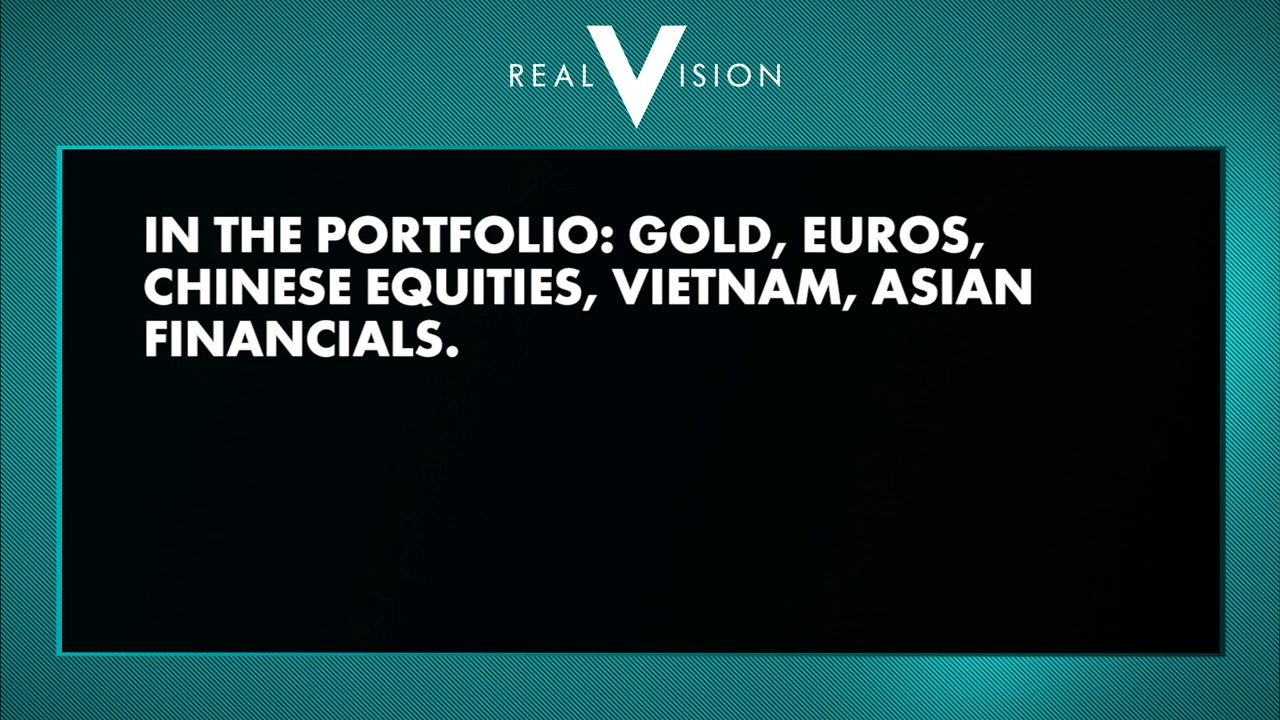 REAL VISION
IN THE PORTFOLIO: GOLD, EUROS,
CHINESE EQUITIES, VIETNAM, ASIAN
FINANCIALS.